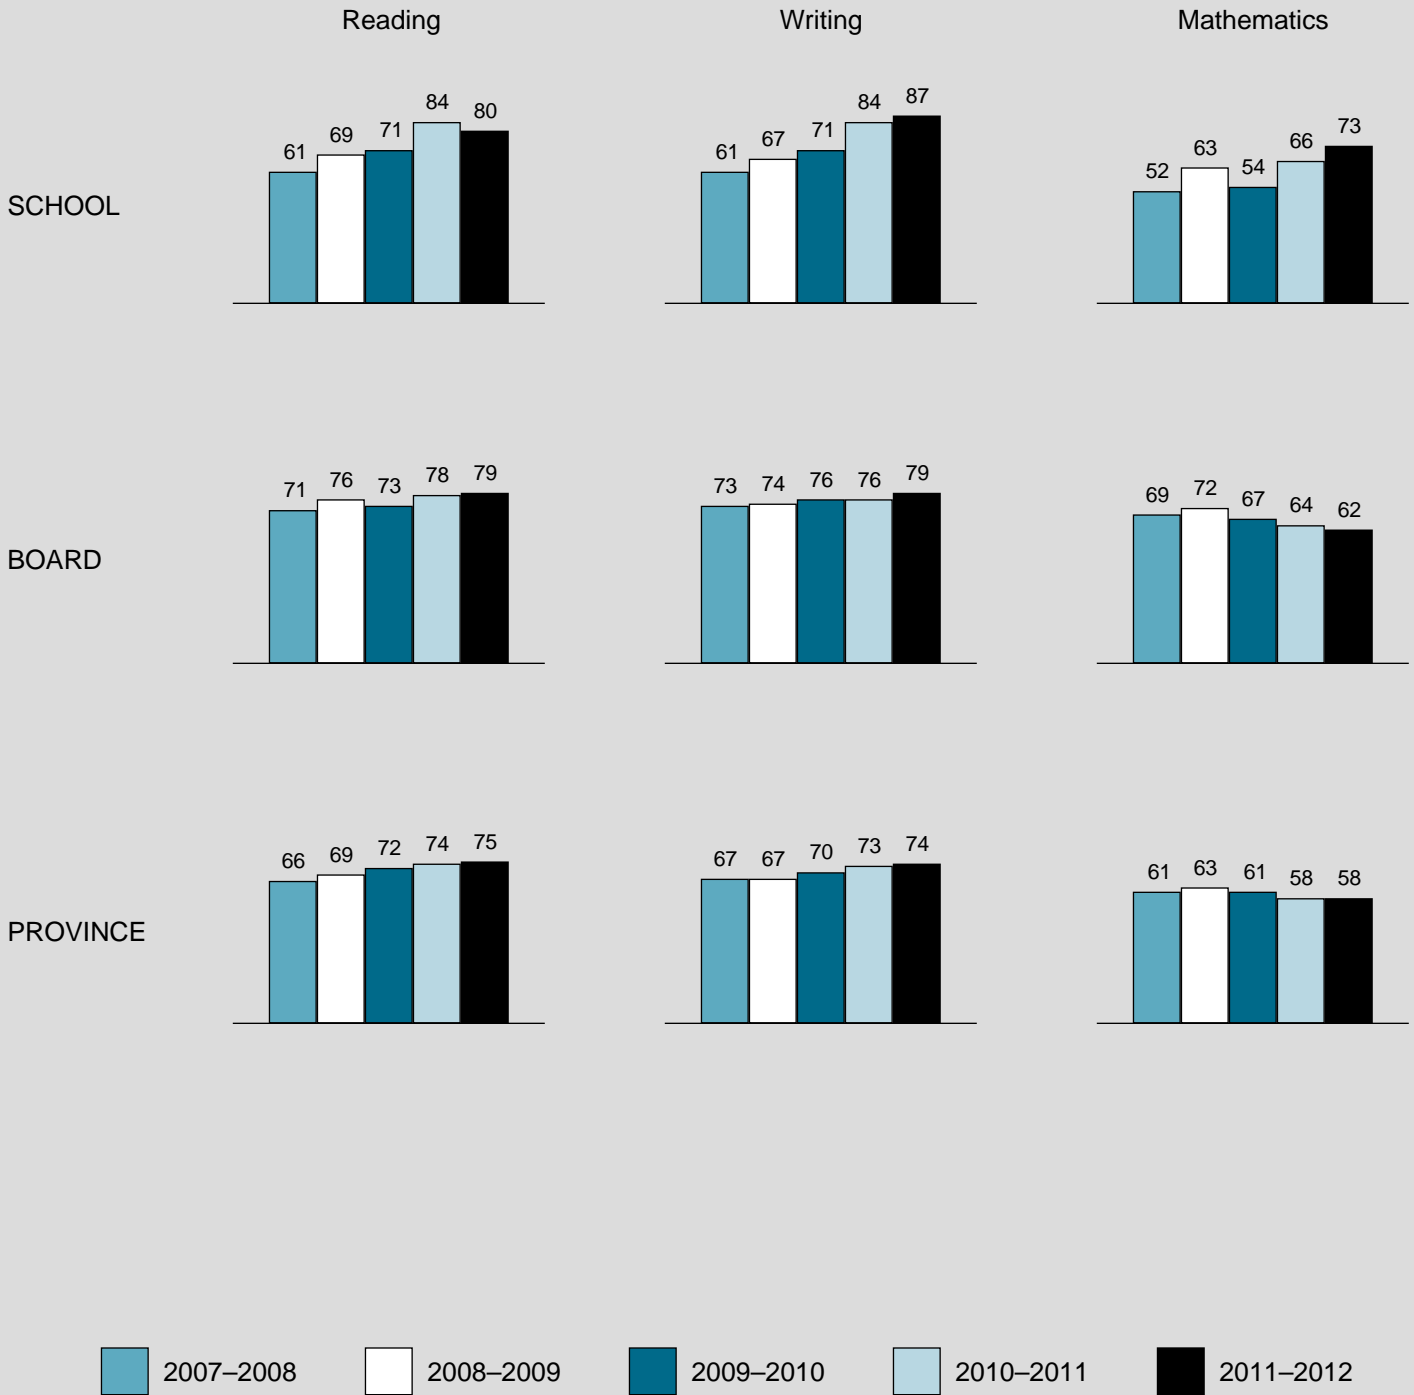 Reading Writing Mathematics
SCHOOL
61 69 71 84 80
61 67 71 84 87
52 63 54 66 73
BOARD
71 76 73 78 79
73 74 76 76 79
69 72 67 64 62
PROVINCE
66 69 72 74 75
67 67 70 73 74
61 63 61 58 58
2007–2008 2008–2009 2009–2010 2010–2011 2011–2012